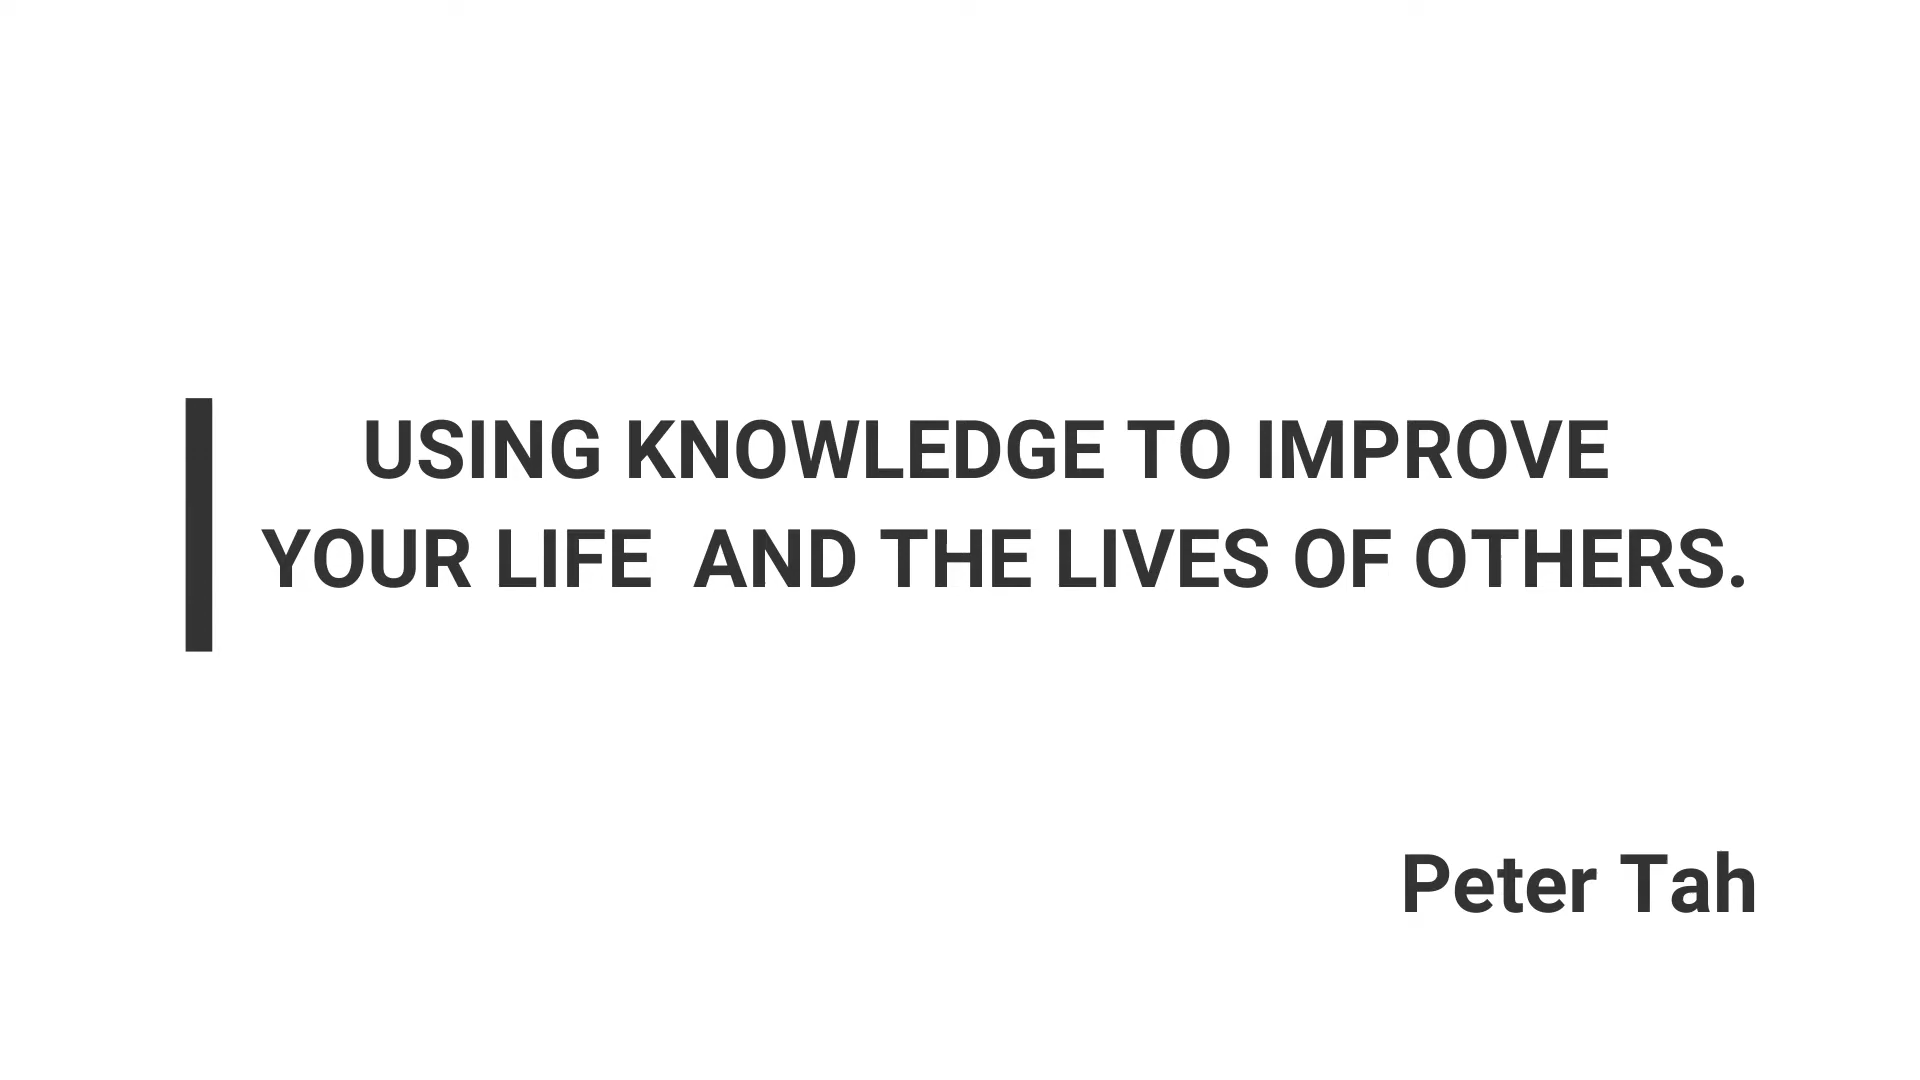 USING KNOWLEDGE TO IMPROVE
YOUR LIFE  AND THE LIVES OF OTHERS.
Peter Tah